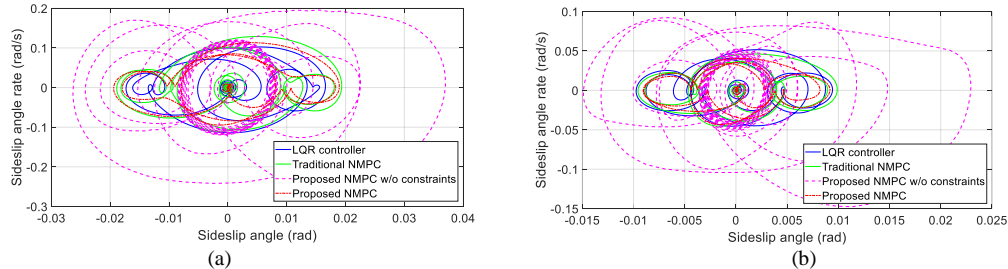 0.2
0.1
0
-0.1
-0.2
-0.3
Sideslip angle rate (rad/s)
-0.03 -0.02 -0.01 0 0.01 0.02 0.03 0.04
Sideslip angle (rad)
LQR controller
Traditional NMPC
Proposed NMPC w/o constraints
Proposed NMPC
(a)
0.1
0.05
0
-0.05
-0.1
-0.15
Sideslip angle rate (rad/s)
-0.015 -0.01 -0.005 0 0.005 0.01 0.015 0.02 0.025
Sideslip angle (rad)
LQR controller
Traditional NMPC
Proposed NMPC w/o constraints
Proposed NMPC
(b)